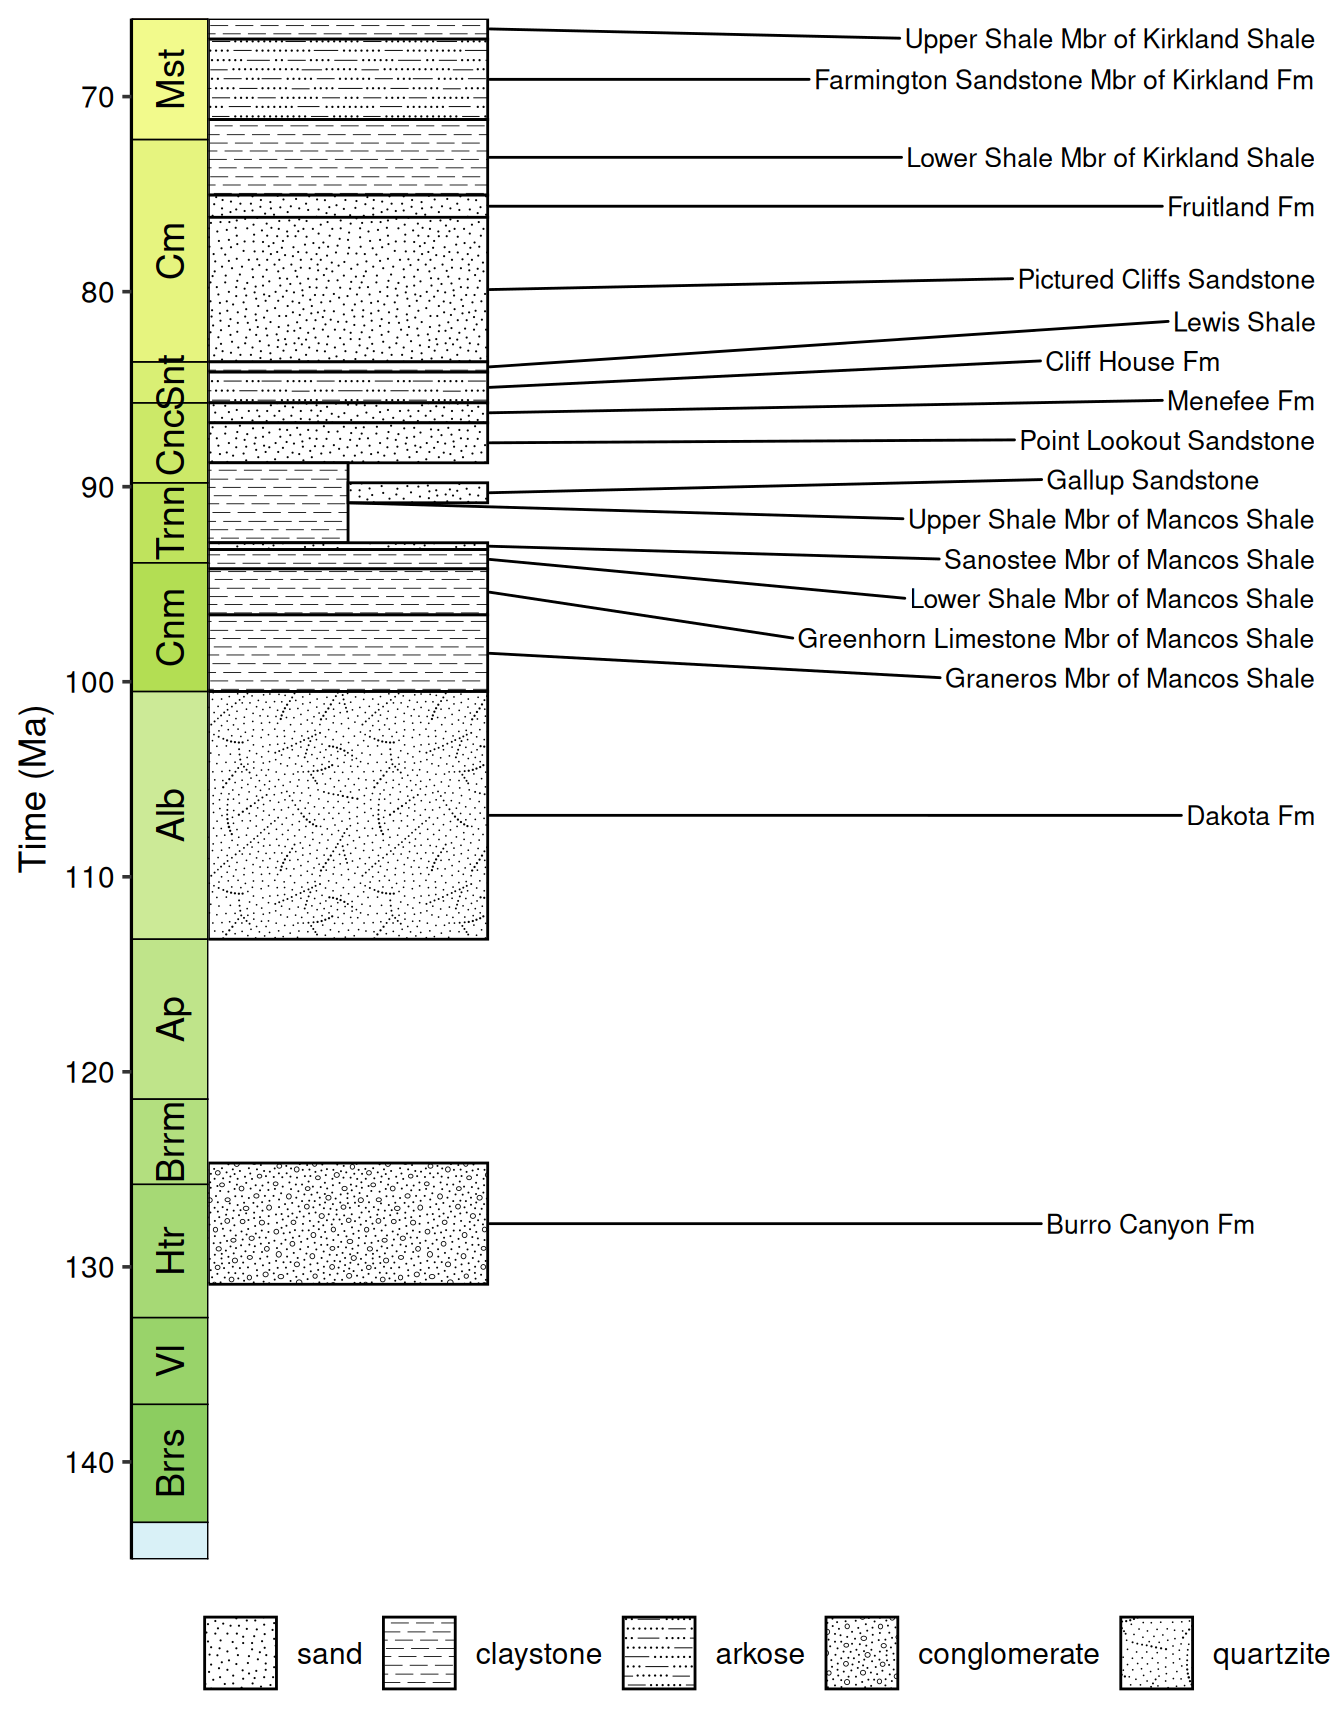 Upper Shale Mbr of Kirkland Shale
Farmington Sandstone Mbr of Kirkland Fm
Lower Shale Mbr of Kirkland Shale
Fruitland Fm
Pictured Cliffs Sandstone
Lewis Shale
Cliff House Fm
Menefee Fm
Point Lookout Sandstone
Gallup Sandstone
Upper Shale Mbr of Mancos Shale
Sanostee Mbr of Mancos Shale
Lower Shale Mbr of Mancos Shale
Greenhorn Limestone Mbr of Mancos Shale
Graneros Mbr of Mancos Shale
Dakota Fm
Burro Canyon Fm
Mst
Cm
Snt
Cnc
Trnn
Cnm
Alb
Ap
Brrm
Htr
Vl
Brrs
70
80
90
100
110
120
130
140
Time (Ma)
sand claystone arkose conglomerate quartzite